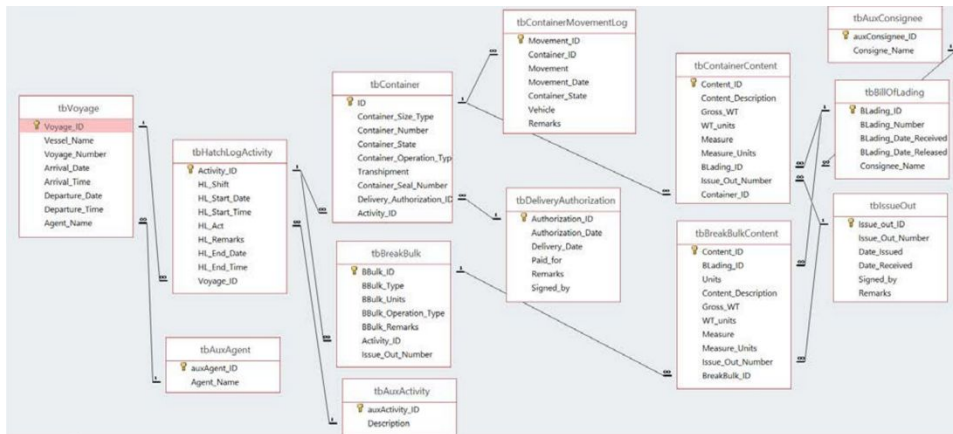 tbVoyage
Voyage_ID
Vessel_Name
Voyage_Number
Arrival_Date
Arrival_Time
Departure_Date
Departure_Time
Agent_Name
tbHatchLogActivity
Activity_ID
HL_Shift
HL_Start_Date
HL_Start_Time
HL_Act
HL_Remarks
HL_End_Date
HL_End_Time
Voyage_ID
tbAuxAgent
auxAgent_ID
Agent_Name
tbContainer
ID
Container_Size_Type
Container_Number
Container_State
Container_Operation_Typ
Transhipment
Container_Seal_Number
Delivery_Authorization_ID
Activity_ID
tbBreakBulk
BBulk_ID
BBulk_Type
BBulk_Units
BBulk_Operation_Type
BBulk_Remarks
Activity_ID
Issue_Out_Number
tbAuxActivity
auxActivity_ID
Description
tbContainerMovementLog
Movement_ID
Container_ID
Movement
Movement_Date
Container_State
Vehicle
Remarks
tbDeliveryAuthorization
Authorization_ID
Authorization_Date
Delivery_Date
Paid_for
Remarks
Signed_by
tbContainerContent
Content_ID
Content_Description
Gross_WT
WT_units
Measure
Measure_Units
BLading_ID
Issue_Out_Number
Container_ID
tbBreakBulkContent
Content_ID
BLading_ID
Units
Content_Description
Gross_WT
WT_units
Measure
Measure_Units
Issue_Out_Number
BreakBulk_ID
tbAuxConsignee
auxConsignee_ID
Consigne_Name
tbBillOfLading
BLading_ID
BLading_Number
BLading_Date_Received
BLading_Date_Released
Consignee_Name
tbIssueOut
Issue_out_ID
Issue_Out_Number
Date_Issued
Date_Received
Signed_by
Remarks